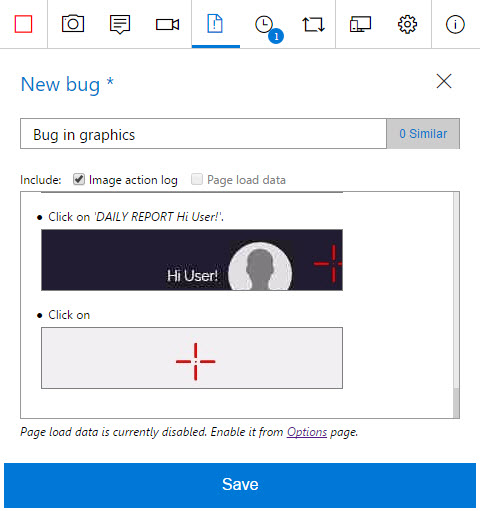 1
New bug *
Bug in graphics
0 Similar
Include: Image action log Page load data
• Click on 'DAILY REPORT Hi User!'.
Hi User!
• Click on
Page load data is currently disabled. Enable it from Options page.
Save